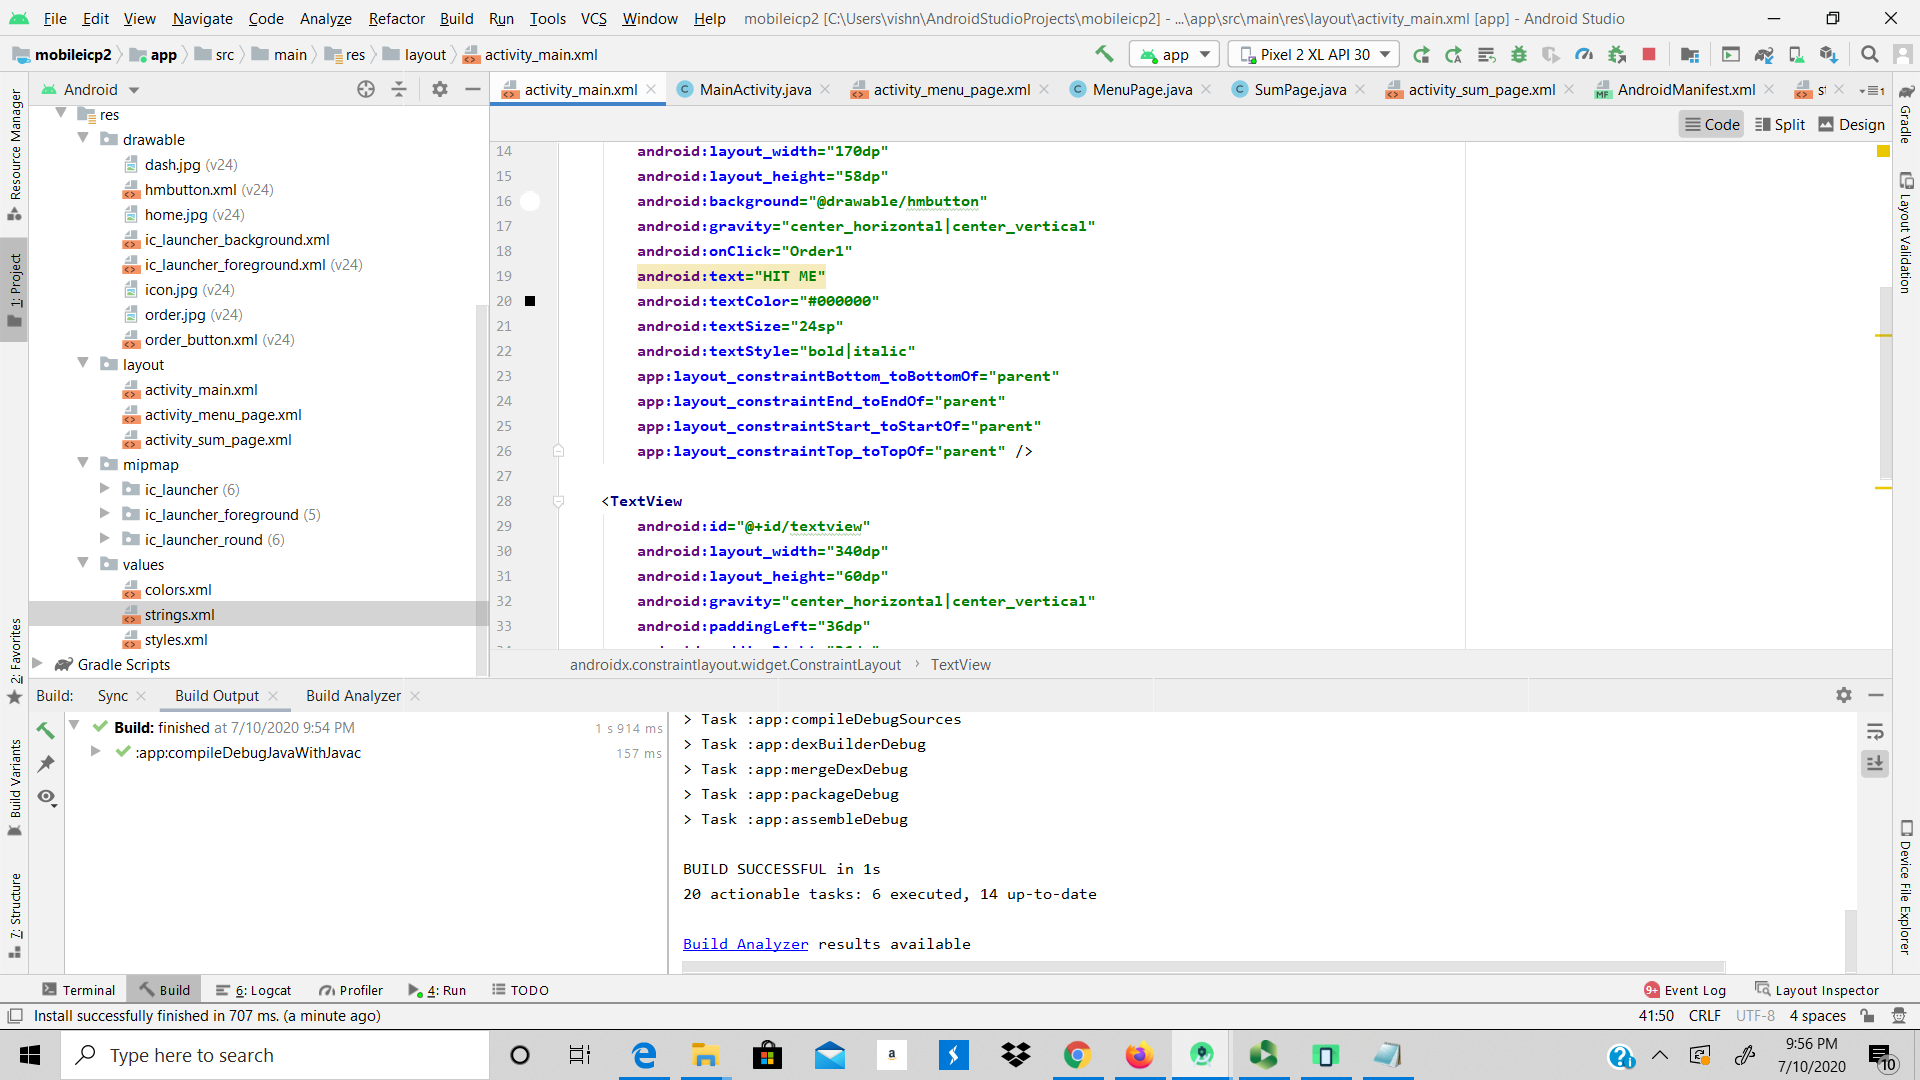 File Edit View Navigate Code Analyze Refactor Build Run Tools VCS Window Help mobileicp2 [C:\Users\vishn\AndroidStudioProjects\mobileicp2] - ...\app\src\main\res\layout\activity_main.xml [app] - Android Studio
mobileicp2 app src main res layout activity_main.xml app Pixel 2 XL API 30
Android activity_main.xml MainActivity.java activity_menu_page.xml MenuPage.java SumPage.java activity_sum_page.xml AndroidManifest.xml
Code Split Design
Resource Manager
1: Project
2: Favorites
Build Variants
7: Structure
res
drawable
dash.jpg (v24)
hmbutton.xml (v24)
home.jpg (v24)
ic_launcher_background.xml
ic_launcher_foreground.xml (v24)
icon.jpg (v24)
order.jpg (v24)
order_button.xml (v24)
layout
activity_main.xml
activity_menu_page.xml
activity_sum_page.xml
mipmap
ic_launcher (6)
ic_launcher_foreground (5)
ic_launcher_round (6)
values
colors.xml
strings.xml
styles.xml
Gradle Scripts
14 android:layout_width="170dp"
15 android:layout_height="58dp"
16 android:background="@drawable/hmbutton"
17 android:gravity="center_horizontal|center_vertical"
18 android:onClick="Order1"
19 android:text="HIT ME"
20 android:textColor="#000000"
21 android:textSize="24sp"
22 android:textStyle="bold|italic"
23 app:layout_constraintBottom_toBottomOf="parent"
24 app:layout_constraintEnd_toEndOf="parent"
25 app:layout_constraintStart_toStartOf="parent"
26 app:layout_constraintTop_toTopOf="parent" />
27
28 <TextView
29 android:id="@+id/textview"
30 android:layout_width="340dp"
31 android:layout_height="60dp"
32 android:gravity="center_horizontal|center_vertical"
33 android:paddingLeft="36dp"
androidx.constraintlayout.widget.ConstraintLayout › TextView
Gradle
Layout Validation
Device File Explorer
Build: Sync Build Output Build Analyzer
Build: finished at 7/10/2020 9:54 PM 1 s 914 ms
:app:compileDebugJavaWithJavac 157 ms
> Task :app:compileDebugSources
> Task :app:dexBuilderDebug
> Task :app:mergeDexDebug
> Task :app:packageDebug
> Task :app:assembleDebug
BUILD SUCCESSFUL in 1s
20 actionable tasks: 6 executed, 14 up-to-date
Build Analyzer results available
Terminal Build 6: Logcat Profiler 4: Run TODO 9+ Event Log Layout Inspector
Install successfully finished in 707 ms. (a minute ago) 41:50 CRLF UTF-8 4 spaces
Type here to search
9:56 PM
7/10/2020
10